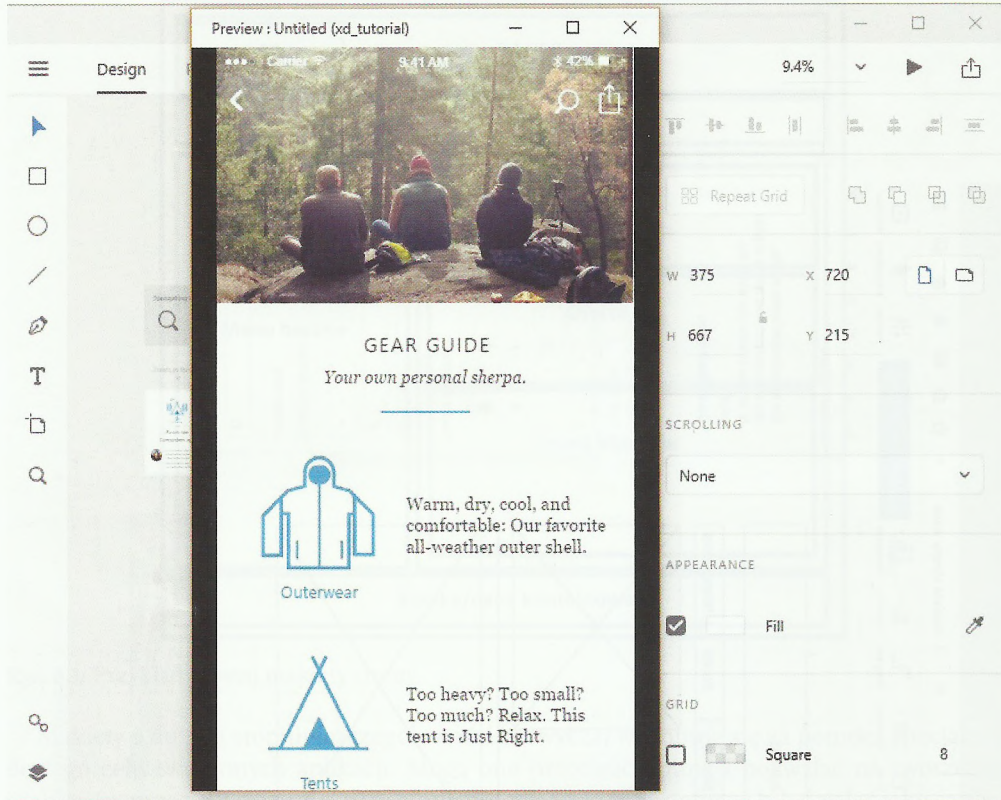 Preview : Untitled (xd_tutorial)
Design
9.4%
Carrier
9:41 AM
42%
Repeat Grid
W 375
X 720
H 667
Y 215
GEAR GUIDE
Your own personal sherpa.
SCROLLING
None
Warm, dry, cool, and
comfortable: Our favorite
all-weather outer shell.
Outerwear
APPEARANCE
Fill
Too heavy? Too small?
Too much? Relax. This
tent is Just Right.
Tents
GRID
Square
8